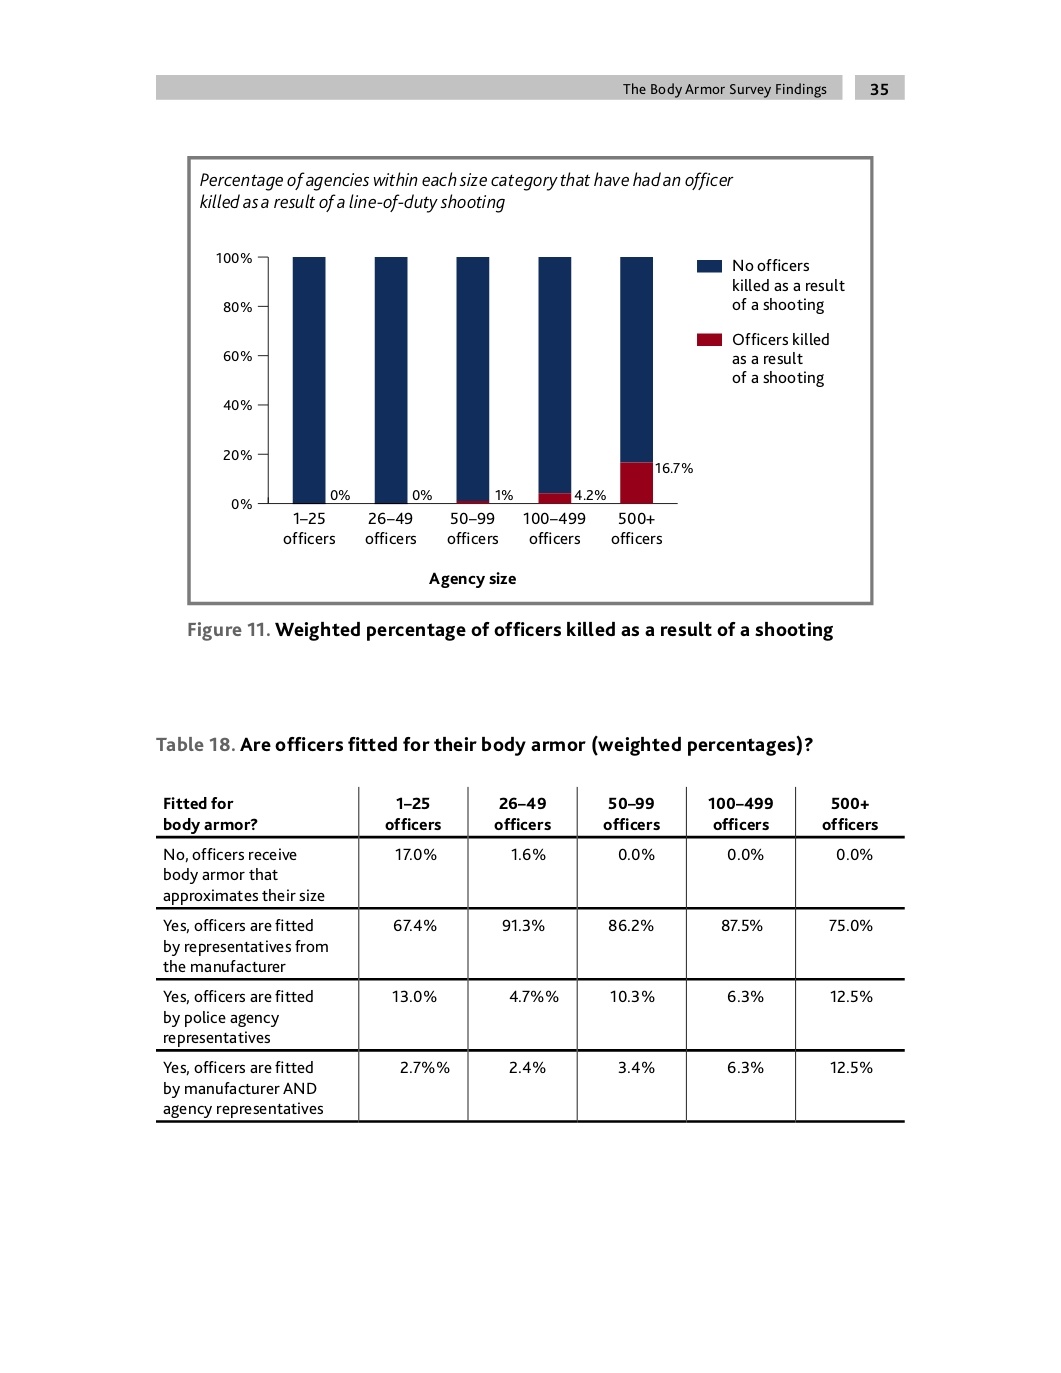 The Body Armor Survey Findings 35
Percentage of agencies within each size category that have had an officer
killed as a result of a line-of-duty shooting
100%
80%
60%
40%
20%
0%
0%
0%
1%
4.2%
16.7%
1–25
officers
26–49
officers
50–99
officers
100–499
officers
500+
officers
Agency size
No officers
killed as a result
of a shooting
Officers killed
as a result
of a shooting
Figure 11. Weighted percentage of officers killed as a result of a shooting
Table 18. Are officers fitted for their body armor (weighted percentages)?
Fitted for 1–25 26–49 50–99 100–499 500+
body armor? officers officers officers officers officers
No, officers receive 17.0% 1.6% 0.0% 0.0% 0.0%
body armor that
approximates their size
Yes, officers are fitted 67.4% 91.3% 86.2% 87.5% 75.0%
by representatives from
the manufacturer
Yes, officers are fitted 13.0% 4.7%% 10.3% 6.3% 12.5%
by police agency
representatives
Yes, officers are fitted 2.7%% 2.4% 3.4% 6.3% 12.5%
by manufacturer AND
agency representatives